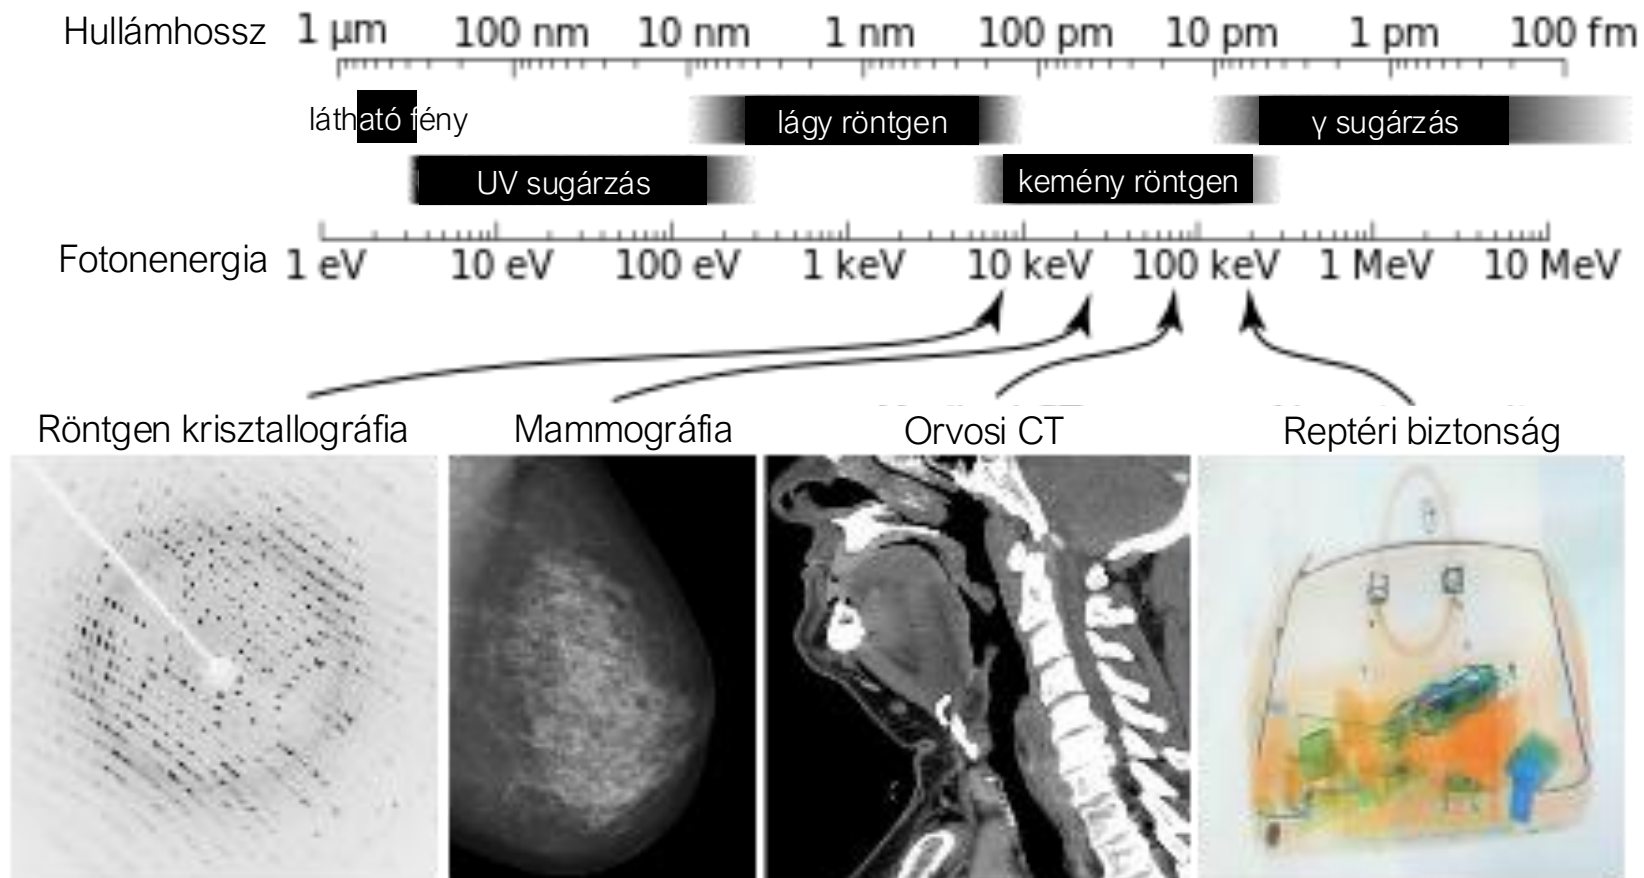 Hullámhossz 1 µm 100 nm 10 nm 1 nm 100 pm 10 pm 1 pm 100 fm
látható fény lágy röntgen γ sugárzás
UV sugárzás kemény röntgen
Fotonenergia 1 eV 10 eV 100 eV 1 keV 10 keV 100 keV 1 MeV 10 MeV
Röntgen krisztallográfia Mammográfia Orvosi CT Reptéri biztonság